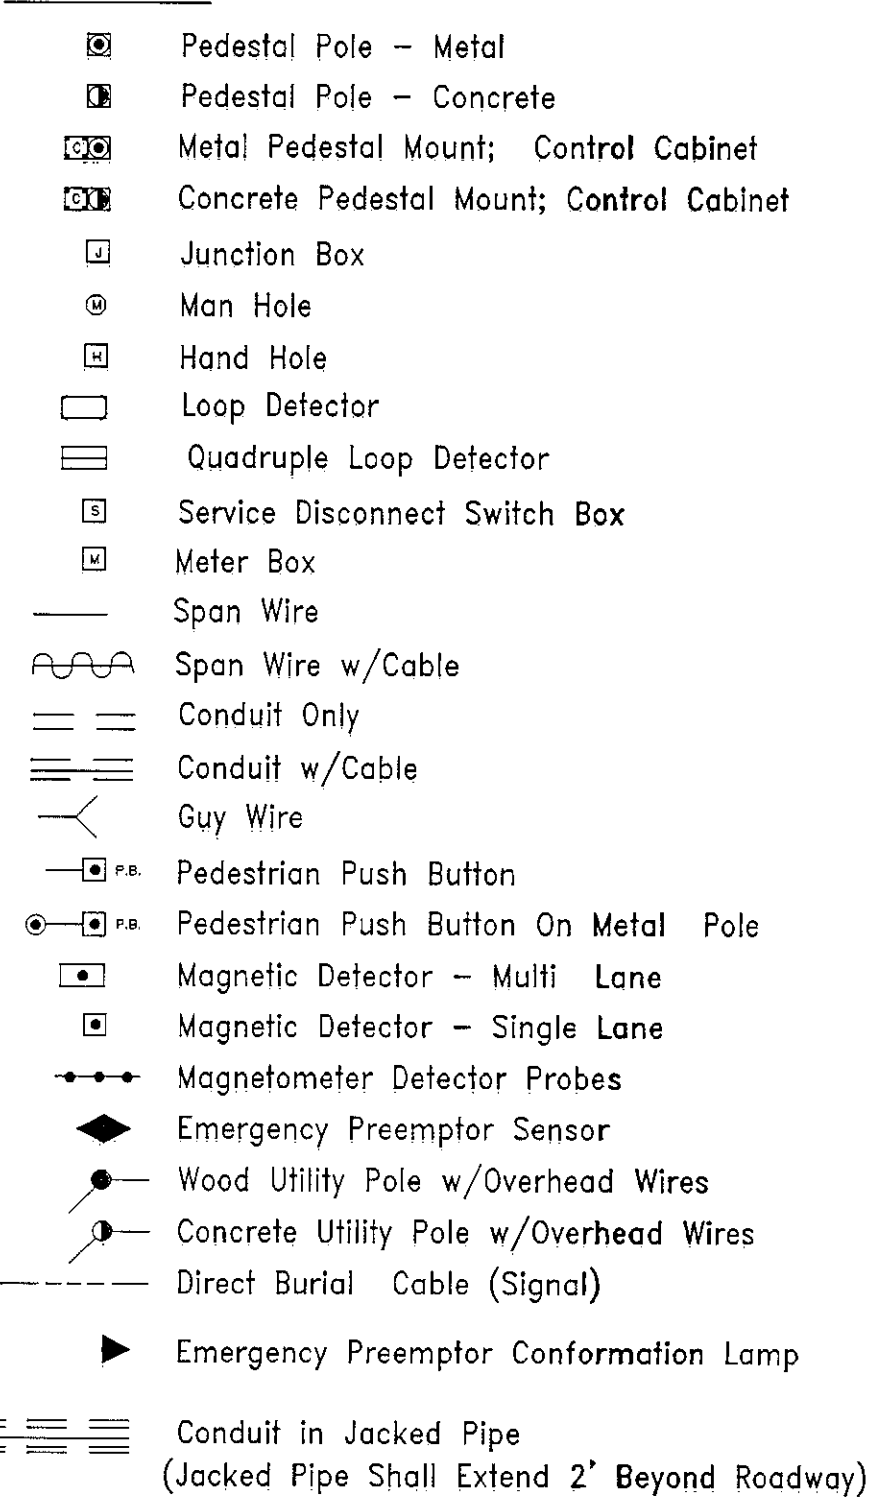 Pedestal Pole – Metal
Pedestal Pole – Concrete
C Metal Pedestal Mount; Control Cabinet
C Concrete Pedestal Mount; Control Cabinet
J Junction Box
M Man Hole
H Hand Hole
Loop Detector
Quadruple Loop Detector
S Service Disconnect Switch Box
M Meter Box
Span Wire
Span Wire w/Cable
Conduit Only
Conduit w/Cable
Guy Wire
P.B. Pedestrian Push Button
P.B. Pedestrian Push Button On Metal Pole
Magnetic Detector – Multi Lane
Magnetic Detector – Single Lane
Magnetometer Detector Probes
Emergency Preemptor Sensor
Wood Utility Pole w/Overhead Wires
Concrete Utility Pole w/Overhead Wires
Direct Burial Cable (Signal)
Emergency Preemptor Conformation Lamp
Conduit in Jacked Pipe
(Jacked Pipe Shall Extend 2' Beyond Roadway)